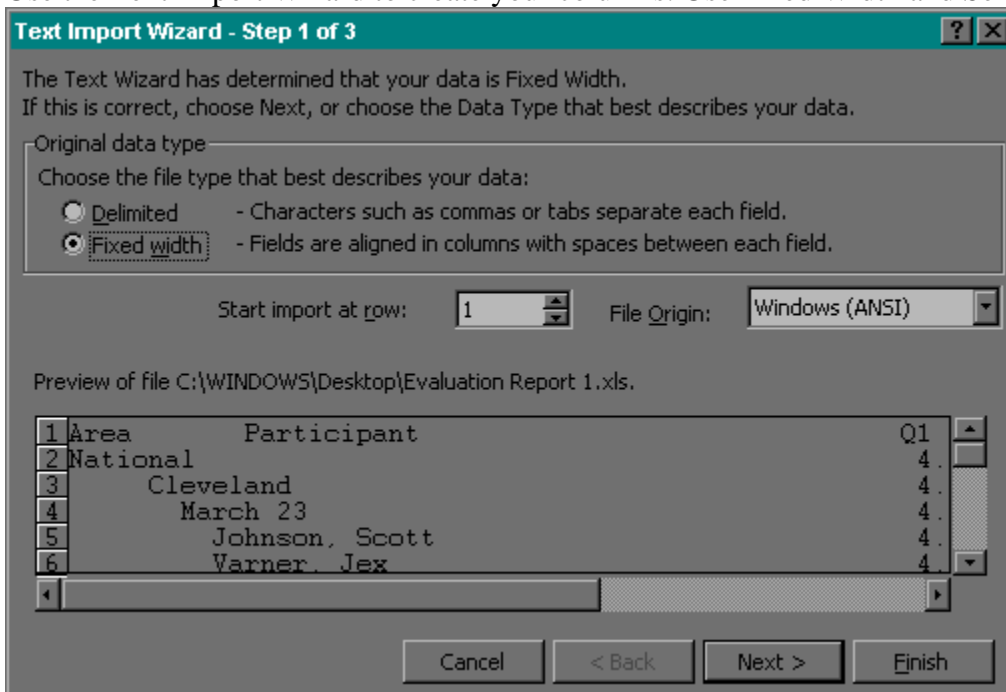 Text Import Wizard - Step 1 of 3
The Text Wizard has determined that your data is Fixed Width.
If this is correct, choose Next, or choose the Data Type that best describes your data.
Original data type
Choose the file type that best describes your data:
Delimited - Characters such as commas or tabs separate each field.
Fixed width - Fields are aligned in columns with spaces between each field.
Start import at row: 1 File Origin: Windows (ANSI)
Preview of file C:\WINDOWS\Desktop\Evaluation Report 1.xls.
1 Area Participant Q1
2 National 4.
3 Cleveland 4.
4 March 23 4.
5 Johnson, Scott 4.
6 Varner, Jex 4.
Cancel < Back Next > Finish